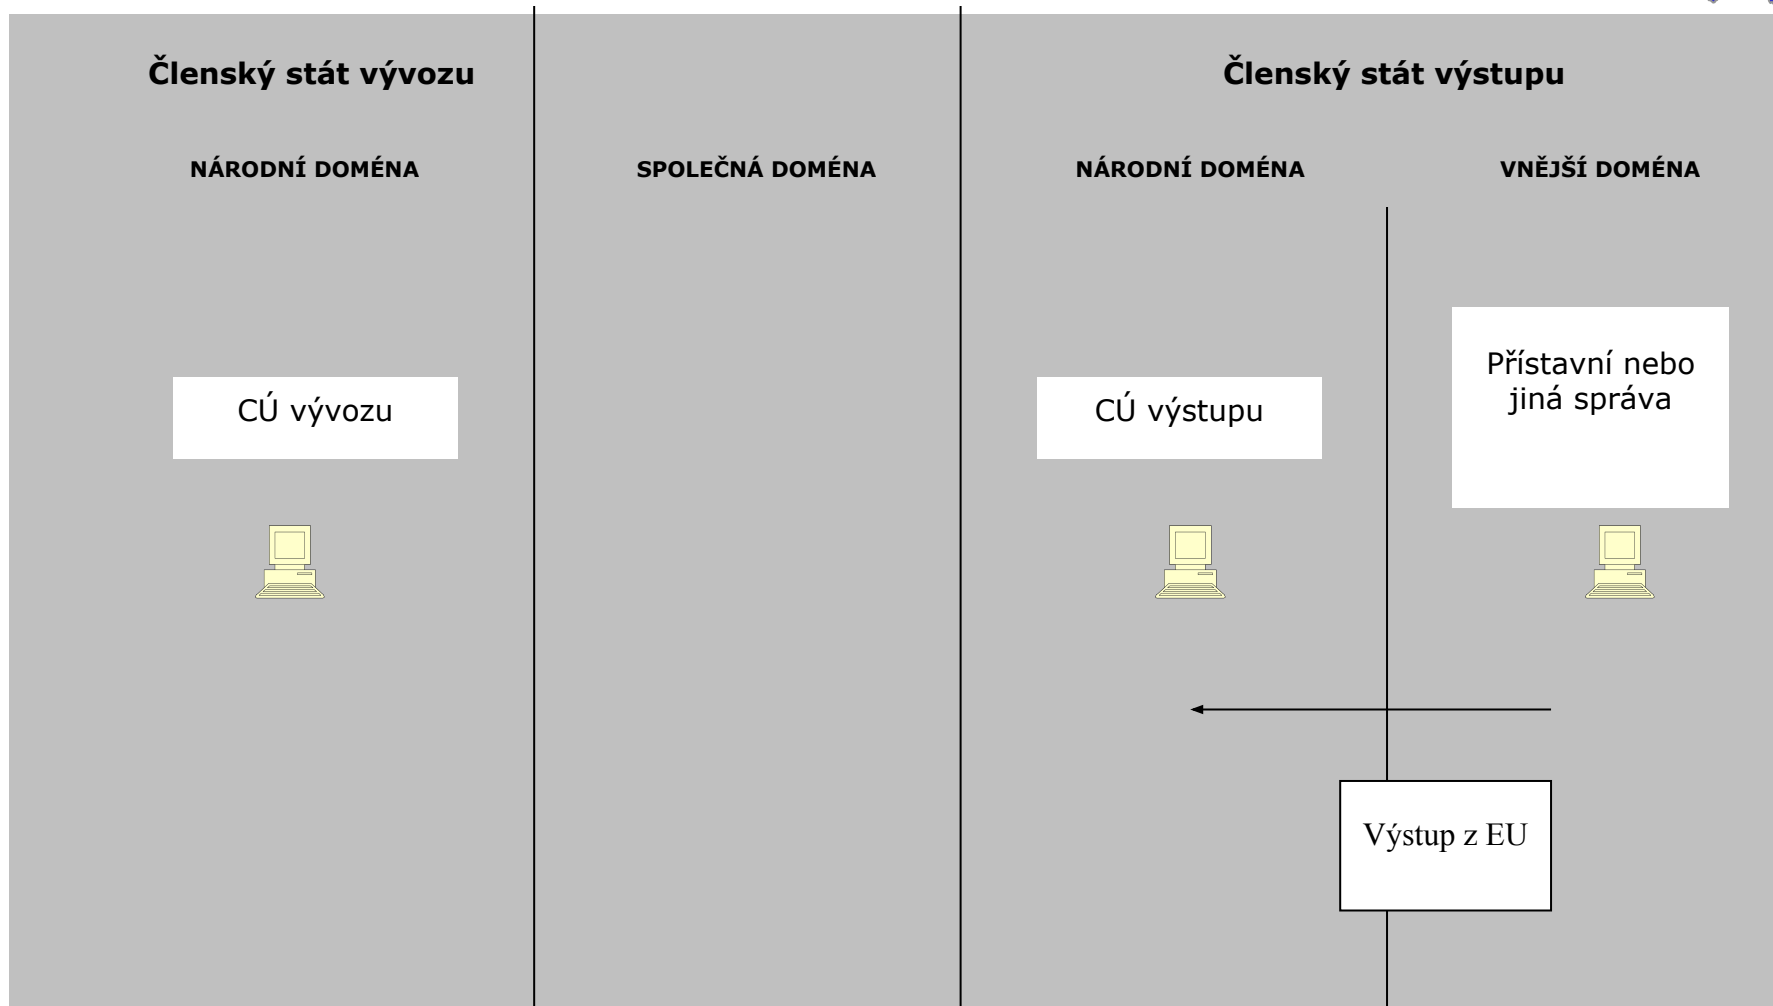 Členský stát vývozu
Členský stát výstupu
NÁRODNÍ DOMÉNA
SPOLEČNÁ DOMÉNA
NÁRODNÍ DOMÉNA
VNĚJŠÍ DOMÉNA
CÚ vývozu
CÚ výstupu
Přístavní nebo
jiná správa
Výstup z EU